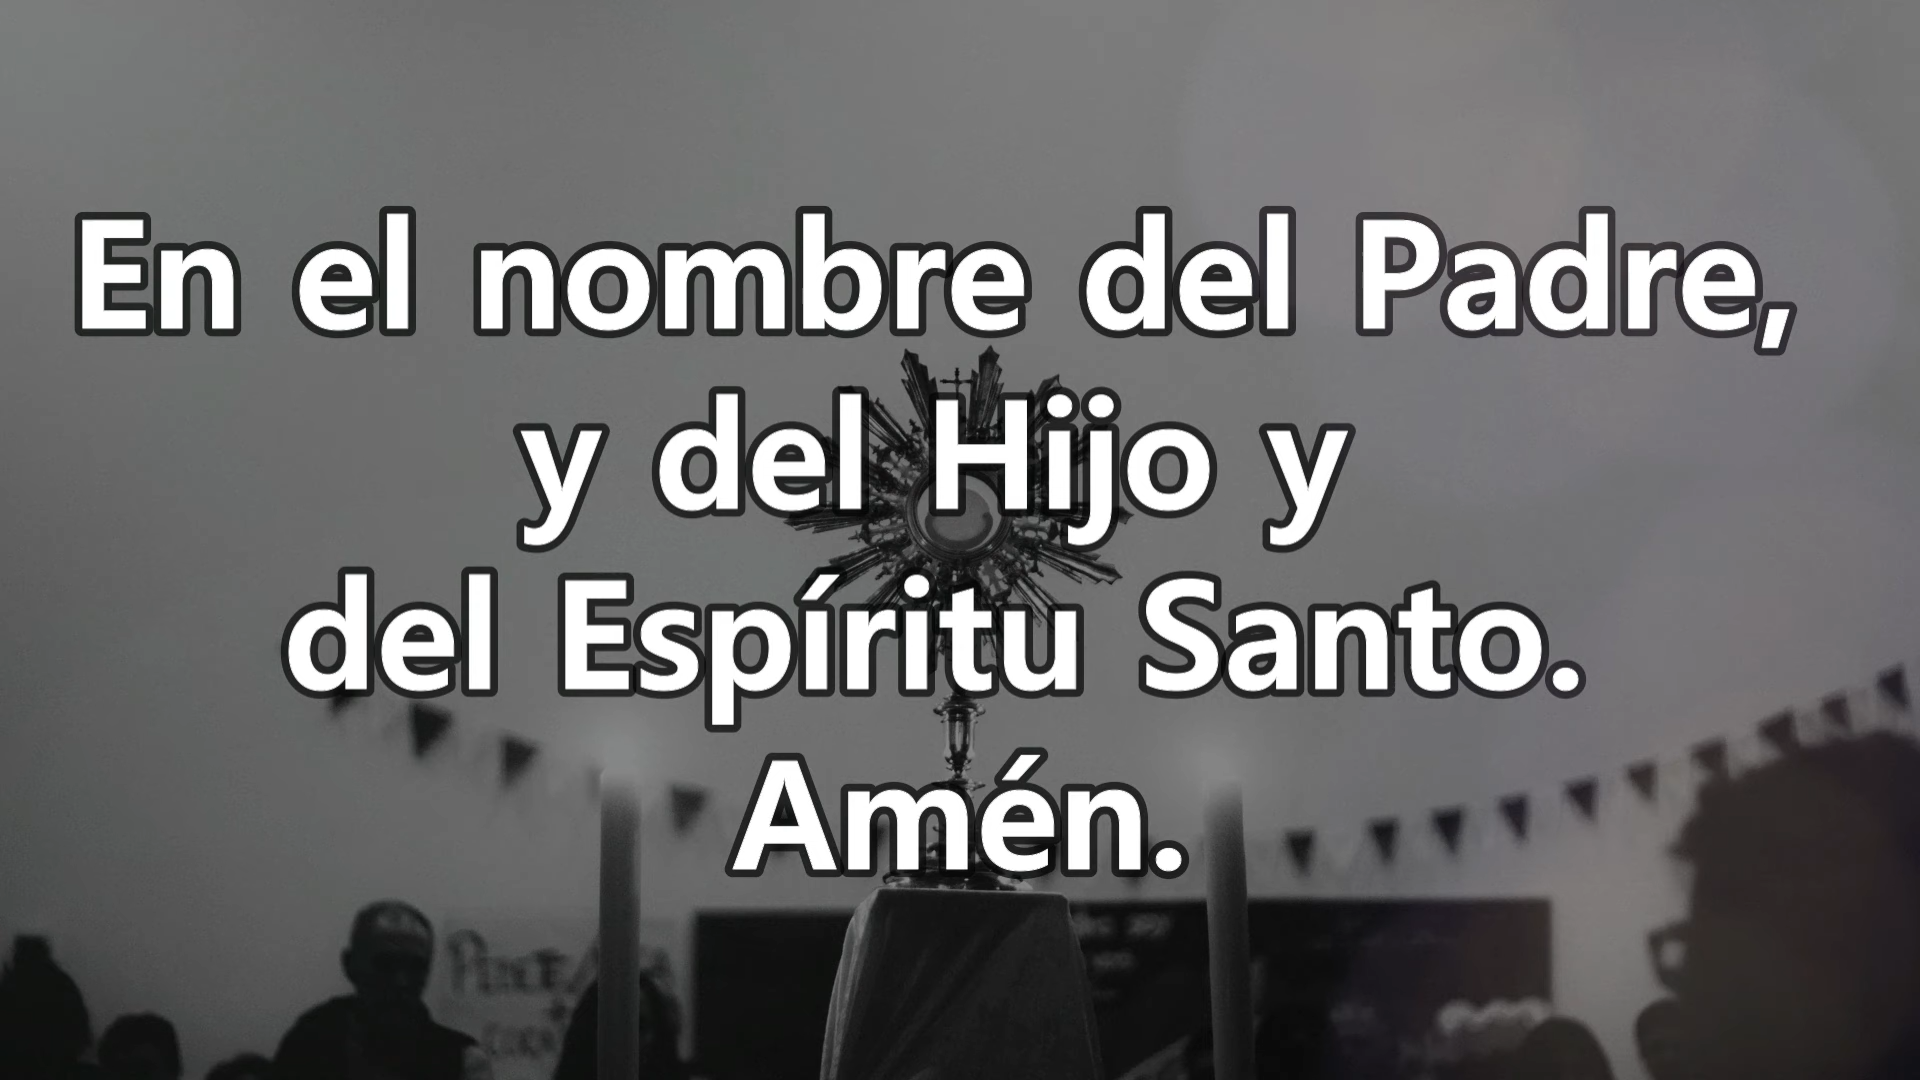 En el nombre del Padre,
y del Hijo y
del Espíritu Santo.
Amén.